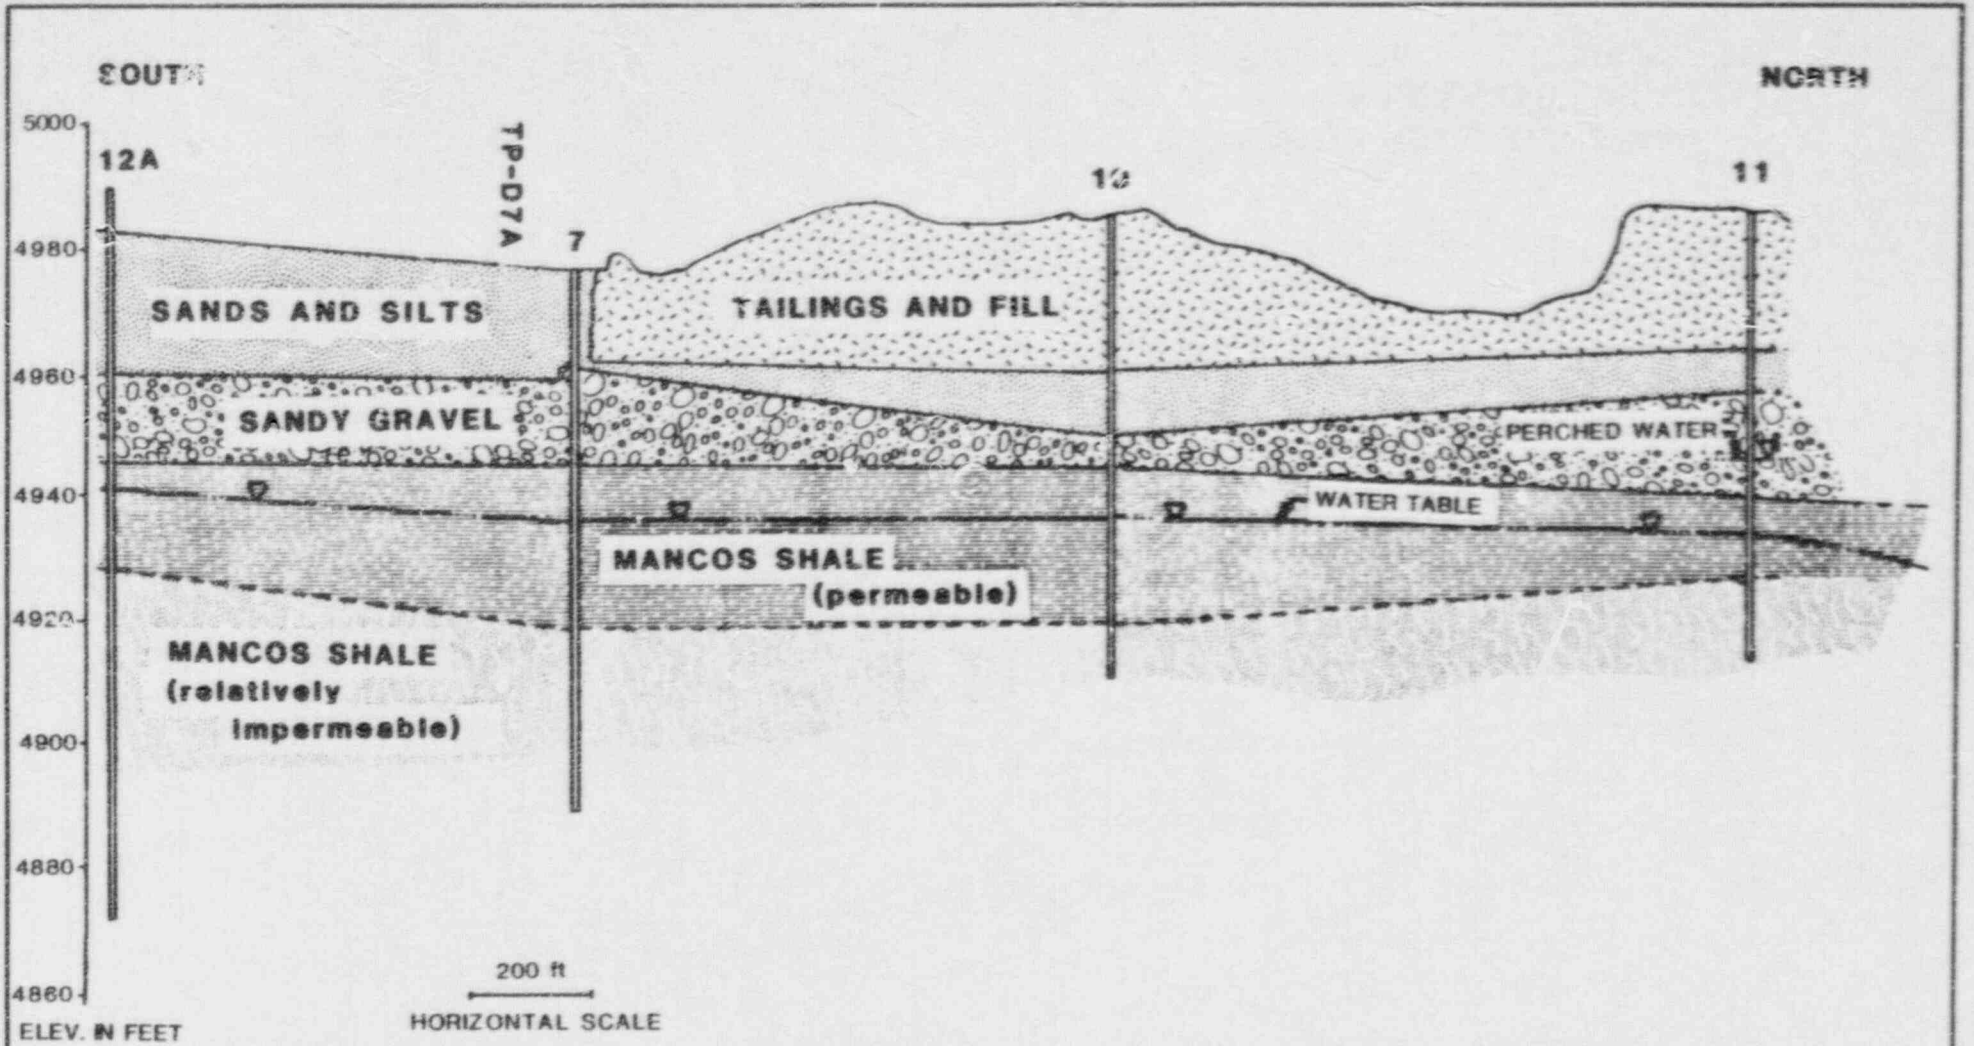 SOUTH
NORTH
5000
12A
TP-D7A
7
10
11
4980
SANDS AND SILTS
TAILINGS AND FILL
4960
SANDY GRAVEL
PERCHED WATER
4940
WATER TABLE
MANCOS SHALE
(permeable)
4920
MANCOS SHALE
(relatively
impermeable)
4900
4880
4860
200 ft
HORIZONTAL SCALE
ELEV. IN FEET